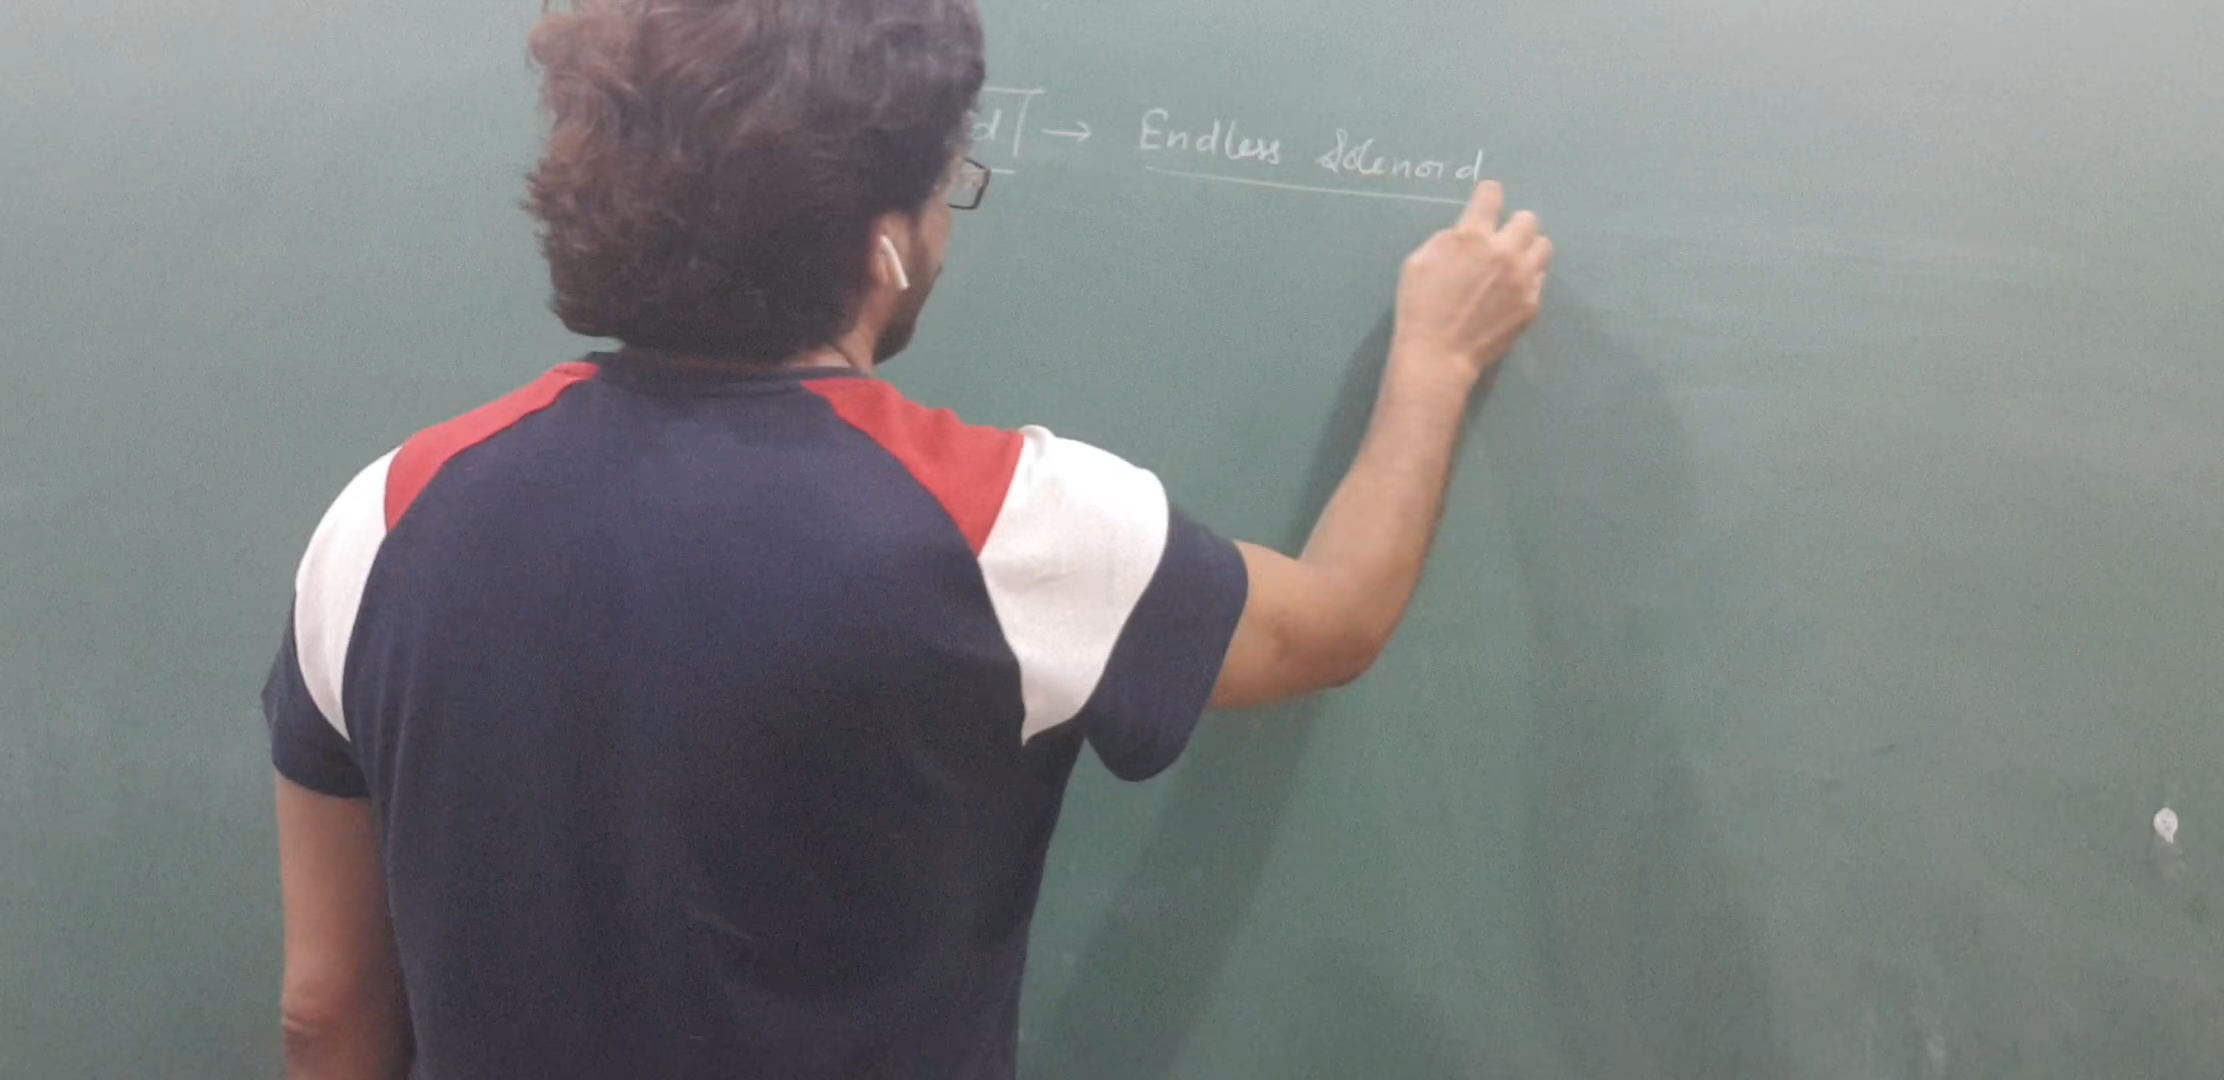 d → Endless Solenoid